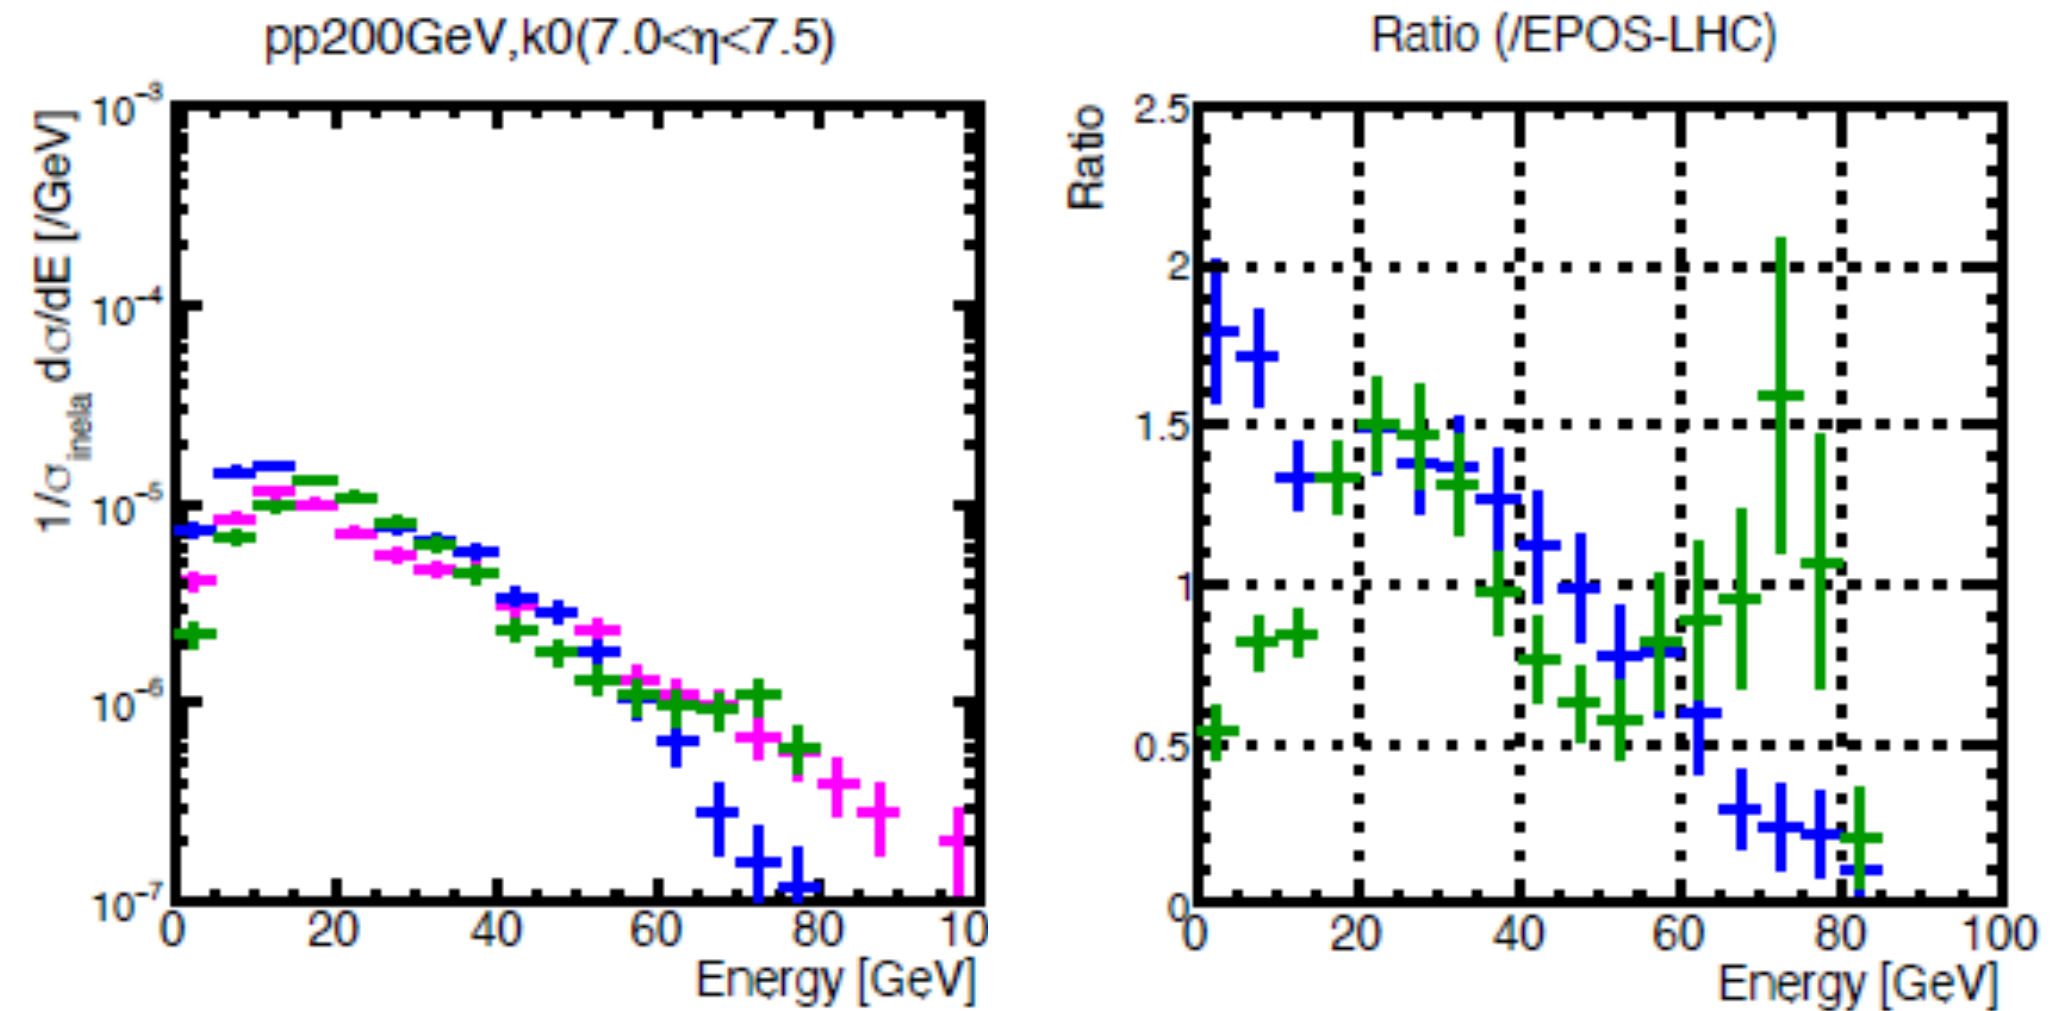 pp200GeV,k0(7.0<η<7.5)
1/σinela dσ/dE [/GeV]
10−3
10−4
10−5
10−6
10−7
0 20 40 60 80 10
Energy [GeV]
Ratio (/EPOS-LHC)
Ratio
2.5
2
1.5
1
0.5
0
0 20 40 60 80 100
Energy [GeV]